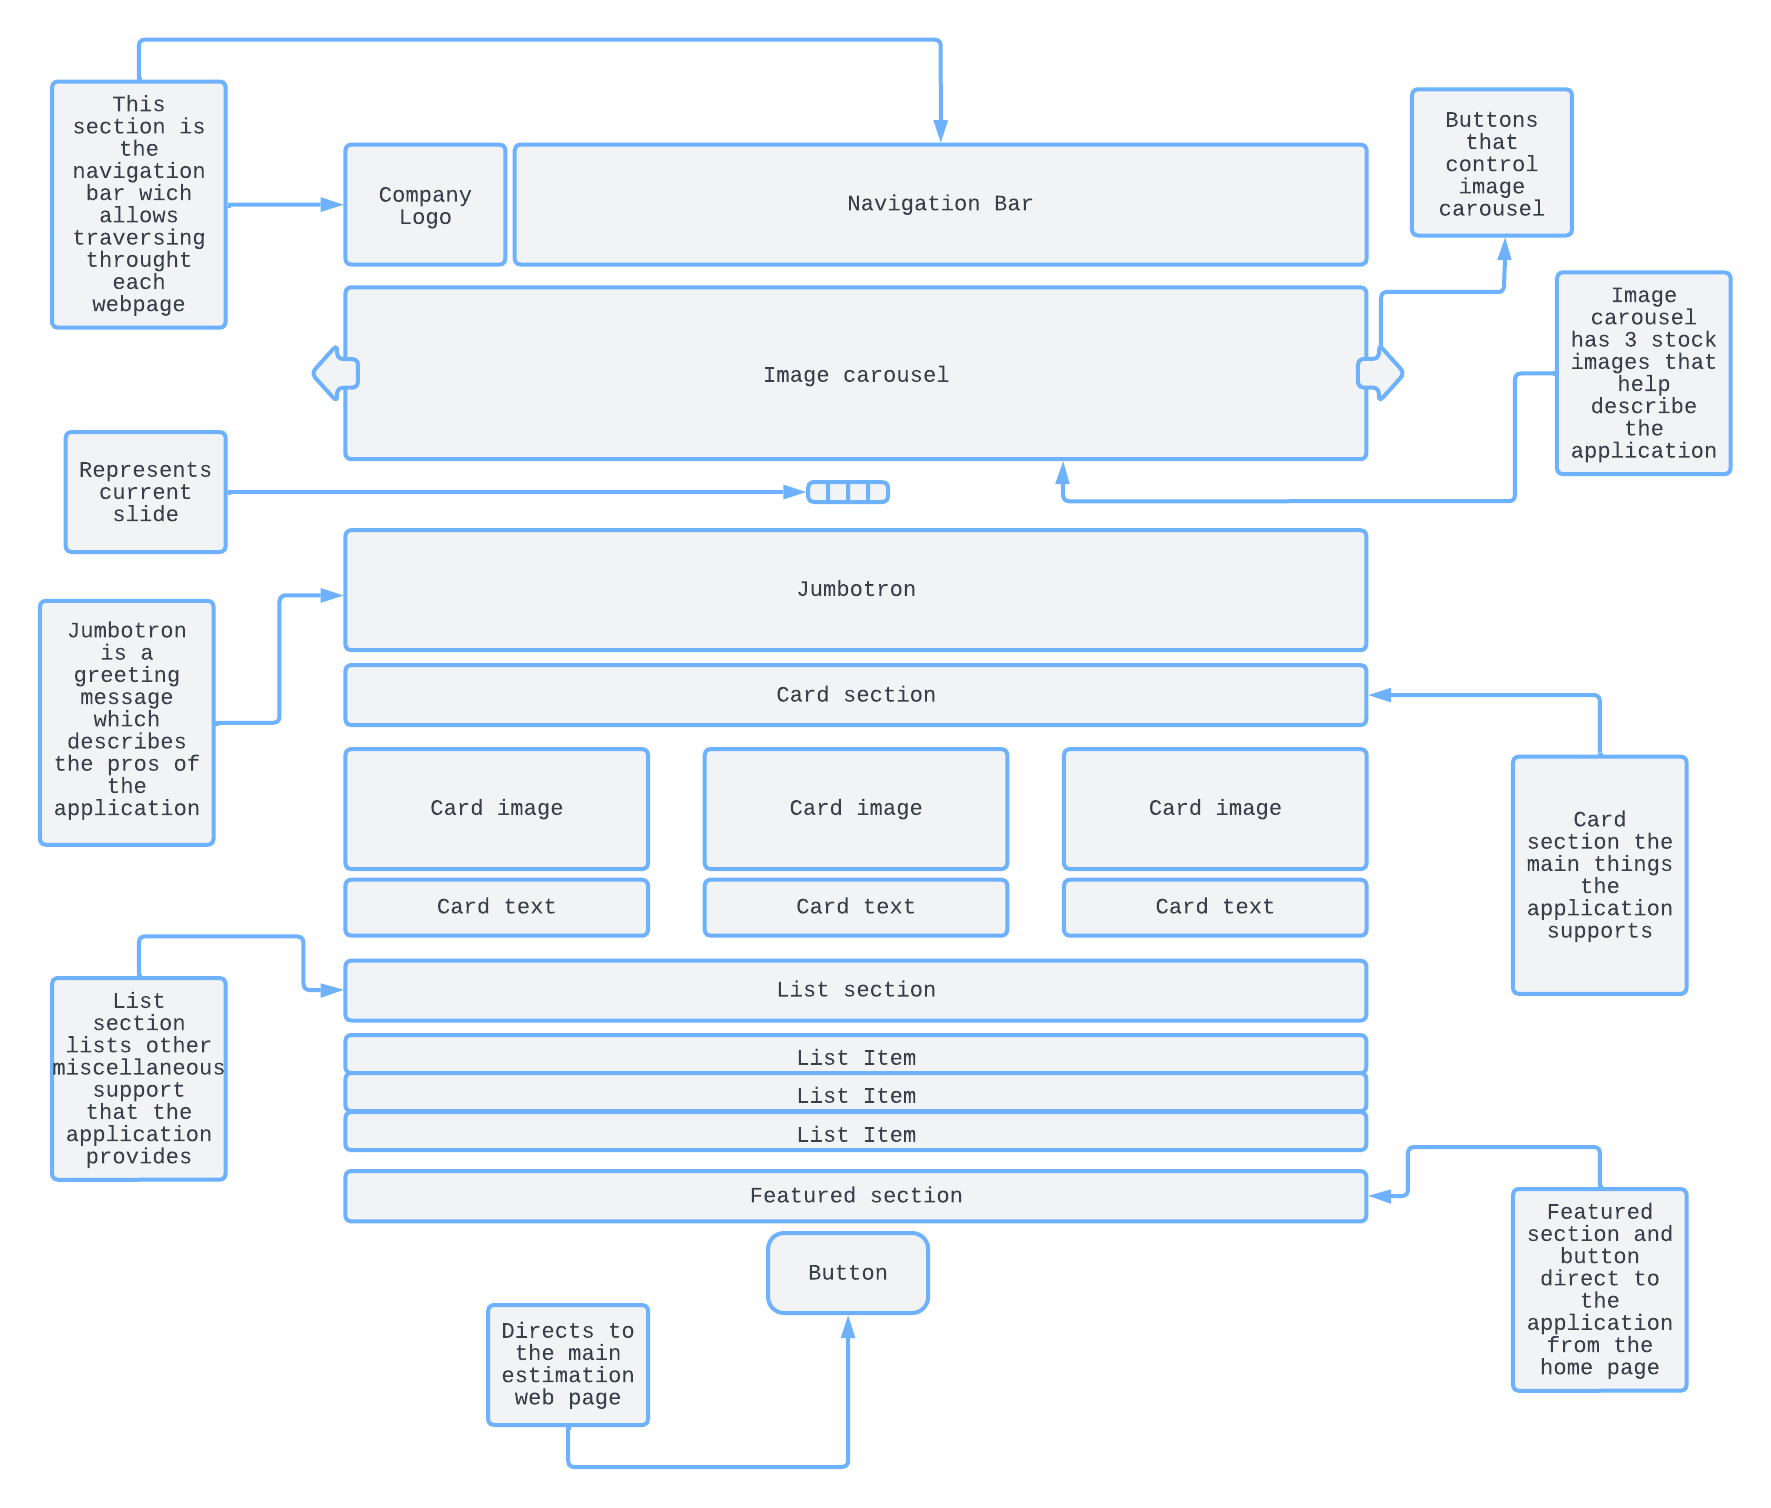 This
section is
the
navigation
bar wich
allows
traversing
throught
each
webpage
Company
Logo
Navigation Bar
Buttons
that
control
image
carousel
Image carousel
Image
carousel
has 3 stock
images that
help
describe
the
application
Represents
current
slide
Jumbotron
Jumbotron
is a
greeting
message
which
describes
the pros of
the
application
Card section
Card image
Card image
Card image
Card text
Card text
Card text
Card
section the
main things
the
application
supports
List section
List
section
lists other
miscellaneous
support
that the
application
provides
List Item
List Item
List Item
Featured section
Featured
section and
button
direct to
the
application
from the
home page
Button
Directs to
the main
estimation
web page